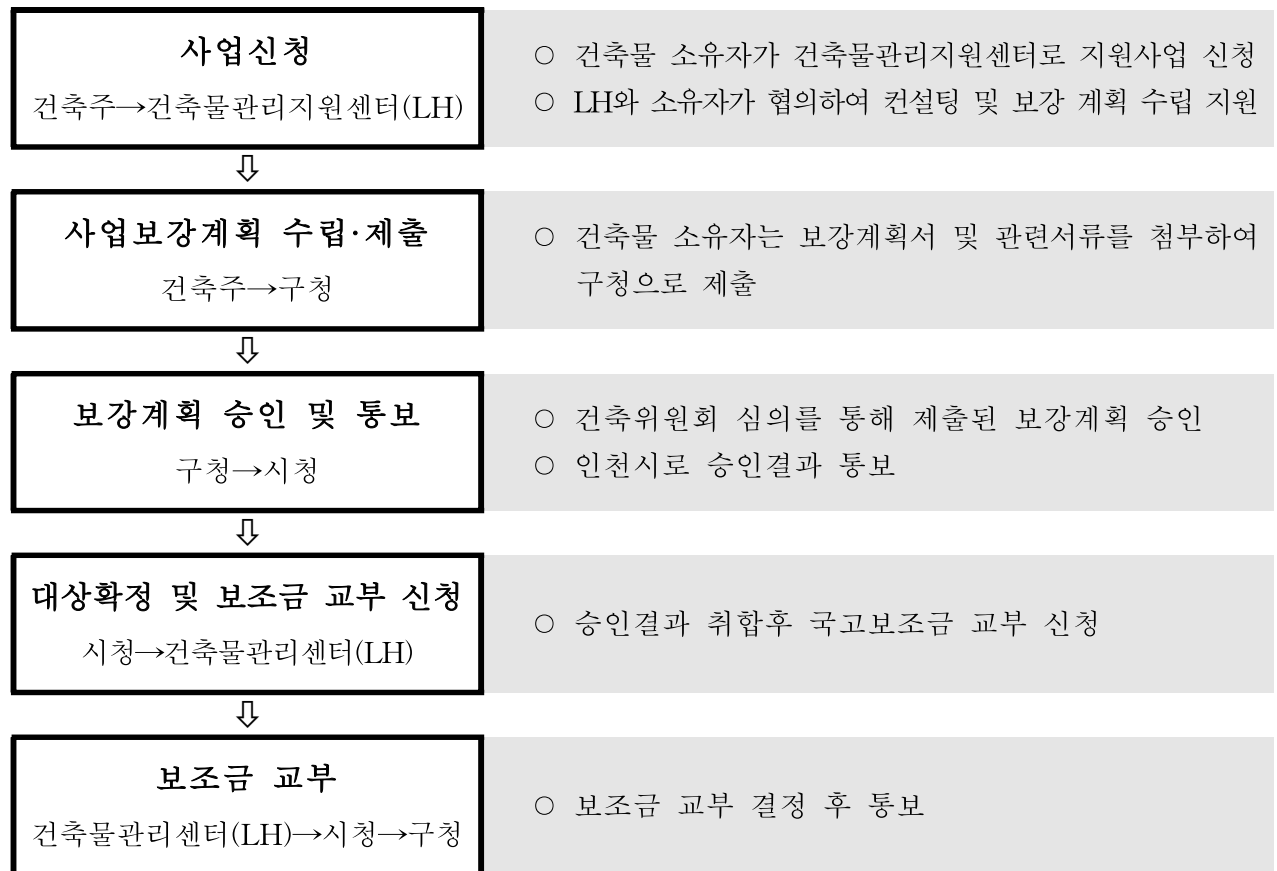 사업신청
건축주→건축물관리지원센터(LH)
○ 건축물 소유자가 건축물관리지원센터로 지원사업 신청
○ LH와 소유자가 협의하여 컨설팅 및 보강 계획 수립 지원
⇩
사업보강계획 수립·제출
건축주→구청
○ 건축물 소유자는 보강계획서 및 관련서류를 첨부하여
구청으로 제출
⇩
보강계획 승인 및 통보
구청→시청
○ 건축위원회 심의를 통해 제출된 보강계획 승인
○ 인천시로 승인결과 통보
⇩
대상확정 및 보조금 교부 신청
시청→건축물관리센터(LH)
○ 승인결과 취합후 국고보조금 교부 신청
⇩
보조금 교부
건축물관리센터(LH)→시청→구청
○ 보조금 교부 결정 후 통보